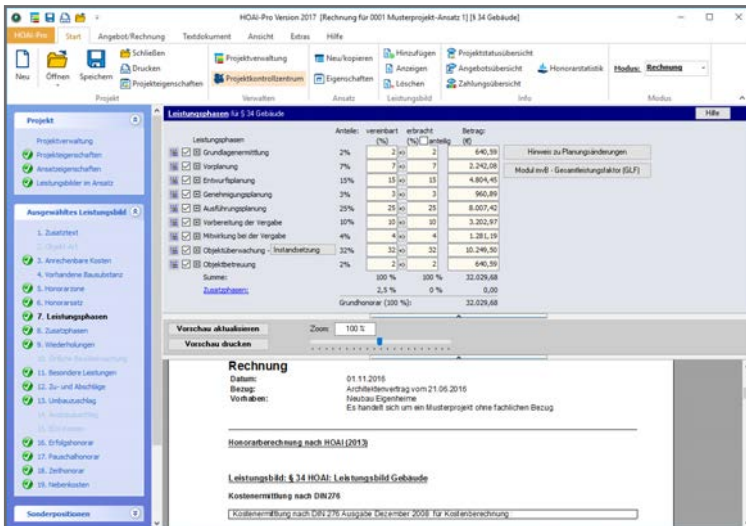 HOAI-Pro Version 2017 [Rechnung für 0001 Musterprojekt-Ansatz 1] [§ 34 Gebäude]
HOAI-Pro Start Angebot/Rechnung Textdokument Ansicht Extras Hilfe
Neu Öffnen Speichern Schließen Drucken Projekteigenschaften
Projekt
Projektverwaltung
Projektkontrollzentrum
Verwalten
Neu/kopieren
Eigenschaften
Ansatz
Hinzufügen
Anzeigen
Löschen
Leistungsbild
Projektstatusübersicht
Angebotsübersicht
Zahlungsübersicht
Honorarstatistik
Info
Modus: Rechnung
Modus
Projekt
Projektverwaltung
Projekteigenschaften
Ansatzeigenschaften
Leistungsbilder im Ansatz
Ausgewähltes Leistungsbild
1. Zusatztext
2. Objekt Art
3. Anrechenbare Kosten
4. Vorhandene Bausubstanz
5. Honorarzone
6. Honorarsatz
7. Leistungsphasen
8. Zusatzphasen
9. Wiederholungen
11. Besondere Leistungen
12. Zu- und Abschläge
13. Umbauzuschlag
16. Erfolgshonorar
17. Pauschalhonorar
18. Zeithonorar
19. Nebenkosten
Sonderpositionen
Leistungsphasen für § 34 Gebäude
Hilfe
Anteile: vereinbart erbracht Betrag:
Leistungsphasen (%) (%) anteilig (€)
Grundlagenermittlung 2% 2 2 640,59
Vorplanung 7% 7 7 2.242,08
Entwurfsplanung 15% 15 15 4.804,45
Genehmigungsplanung 3% 3 3 960,89
Ausführungsplanung 25% 25 25 8.007,42
Vorbereitung der Vergabe 10% 10 10 3.202,97
Mitwirkung bei der Vergabe 4% 4 4 1.281,19
Objektüberwachung - Instandsetzung 32% 32 32 10.249,50
Objektbetreuung 2% 2 2 640,59
Summe: 100 % 100 % 32.029,68
Zusatzphasen: 2,5 % 0 % 0,00
Grundhonorar (100 %): 32.029,68
Hinweis zu Planungsänderungen
Modul mvB - Gesamtleistungsfaktor (GLF)
Vorschau aktualisieren Zoom: 100 %
Vorschau drucken
Rechnung
Datum: 01.11.2016
Bezug: Architektenvertrag vom 21.06.2016
Vorhaben: Neubau Eigenheime
Es handelt sich um ein Musterprojekt ohne fachlichen Bezug.
Honorarberechnung nach HOAI (2013)
Leistungsbild: § 34 HOAI: Leistungsbild Gebäude
Kostenermittlung nach DIN276
Kostenermittlung nach DIN 276 Ausgabe Dezember 2008 für Kostenberechnung